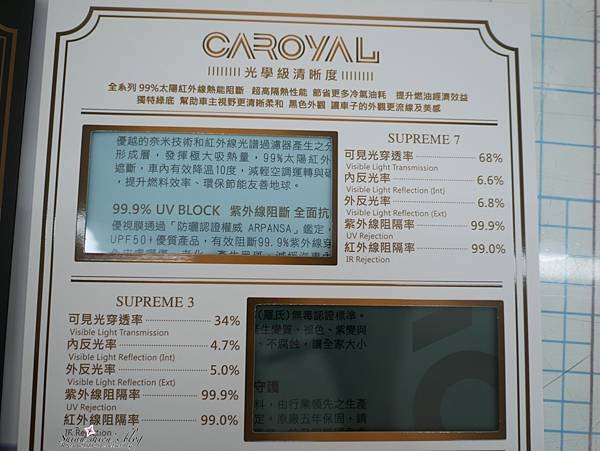 CAROYAL
光學級清晰度
全系列 99%太陽紅外線熱能阻斷 超高隔熱性能 節省更多冷氣油耗 提升燃油經濟效益
獨特綠底 幫助車主視野更清晰柔和 黑色外觀 讓車子的外觀更流線及美感
優越的奈米技術和紅外線光譜過濾器產生之分
形成層，發揮極大吸熱量，99%太陽紅外
遮斷，車內有效降溫10度，減輕空調運轉與破
，提升燃料效率、環保節能友善地球。
99.9% UV BLOCK 紫外線阻斷 全面抗
優視膜通過「防曬認證權威 ARPANSA」鑑定，
UPF50+優質產品，有效阻斷99.9%紫外線穿
SUPREME 7
可見光穿透率 68%
Visible Light Transmission
內反光率 6.6%
Visible Light Reflection (Int)
外反光率 6.8%
Visible Light Reflection (Ext)
紫外線阻隔率 99.9%
UV Rejection
紅外線阻隔率 99.0%
IR Rejection
SUPREME 3
可見光穿透率 34%
Visible Light Transmission
內反光率 4.7%
Visible Light Reflection (Int)
外反光率 5.0%
Visible Light Reflection (Ext)
紫外線阻隔率 99.9%
UV Rejection
紅外線阻隔率 99.0%
IR Rejection
(羅氏)無毒認證標準。
生變質、褪色、紫變與
、不腐蝕，讓全家大小
守護
料，由行業領先之生產
定。原廠五年保固，請